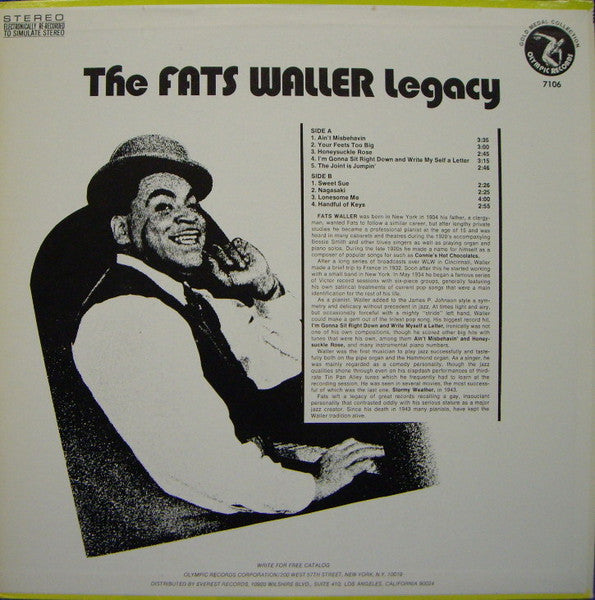 STEREO
ELECTRONICALLY RE-RECORDED
TO SIMULATE STEREO
GOLD MEDAL COLLECTION
OLYMPIC RECORDS
7106
The FATS WALLER Legacy
SIDE A
1. Ain't Misbehavin 3:35
2. Your Feets Too Big 3:00
3. Honeysuckle Rose 2:45
4. I'm Gonna Sit Right Down and Write My Self a Letter 3:15
5. The Joint is Jumpin' 2:45
SIDE B
1. Sweet Sue 2:26
2. Nagasaki 2:25
3. Lonesome Me 4:00
4. Handful of Keys 2:55
FATS WALLER was born in New York in 1904 his father, a clergy-
man, wanted Fats to follow a similar career, but after lengthy private
studies he became a professional pianist at the age of 15 and was
heard in many cabarets and theatres during the 1920's accompanying
Bessie Smith and other blues singers as well as playing organ and
piano solos. During the late 1920s he made a name for himself as a
composer of popular songs for such as Connie's Hot Chocolates.
After a long series of broadcasts over WLW in Cincinnati, Waller
made a brief trip to France in 1932. Soon after this he started working
with a small band in New York. In May 1934 he began a famous series
of Victor record sessions with six-piece groups, generally featuring
his own satirical treatments of current pop songs that were a main
identification for the rest of his life.
As a pianist, Waller added to the James P. Johnson style a sym-
metry and delicacy without precedent in jazz. At times light and airy,
but occasionally forceful with a mighty "stride" left hand, Waller
could make a gem out of the tritest pop song. His biggest record hit,
I'm Gonna Sit Right Down and Write Myself a Letter, ironically was not
one of his own compositions, though he scored other big hits with
tunes that were his own, among them Ain't Misbehavin' and Honey-
suckle Rose, and many instrumental piano numbers.
Waller was the first musician to play jazz successfully and taste-
fully both on the pipe organ and the Hammond organ. As a singer, he
was mainly regarded as a comedy personality, though the jazz
qualities shone through even on his slapdash performances of third-
rate Tin Pan Alley tunes which he frequently had to learn at the
recording session. He was seen in several movies, the most success-
ful of which was the last one, Stormy Weather, in 1943.
Fats left a legacy of great records recalling a gay, insouciant
personality that contrasted oddly with his serious stature as a major
jazz creator. Since his death in 1943 many pianists, have kept the
Waller tradition alive.
WRITE FOR FREE CATALOG
OLYMPIC RECORDS CORPORATION/200 WEST 57TH STREET, NEW YORK, N.Y. 10019
DISTRIBUTED BY EVEREST RECORDS, 10920 WILSHIRE BLVD., SUITE 410, LOS ANGELES, CALIFORNIA 90024